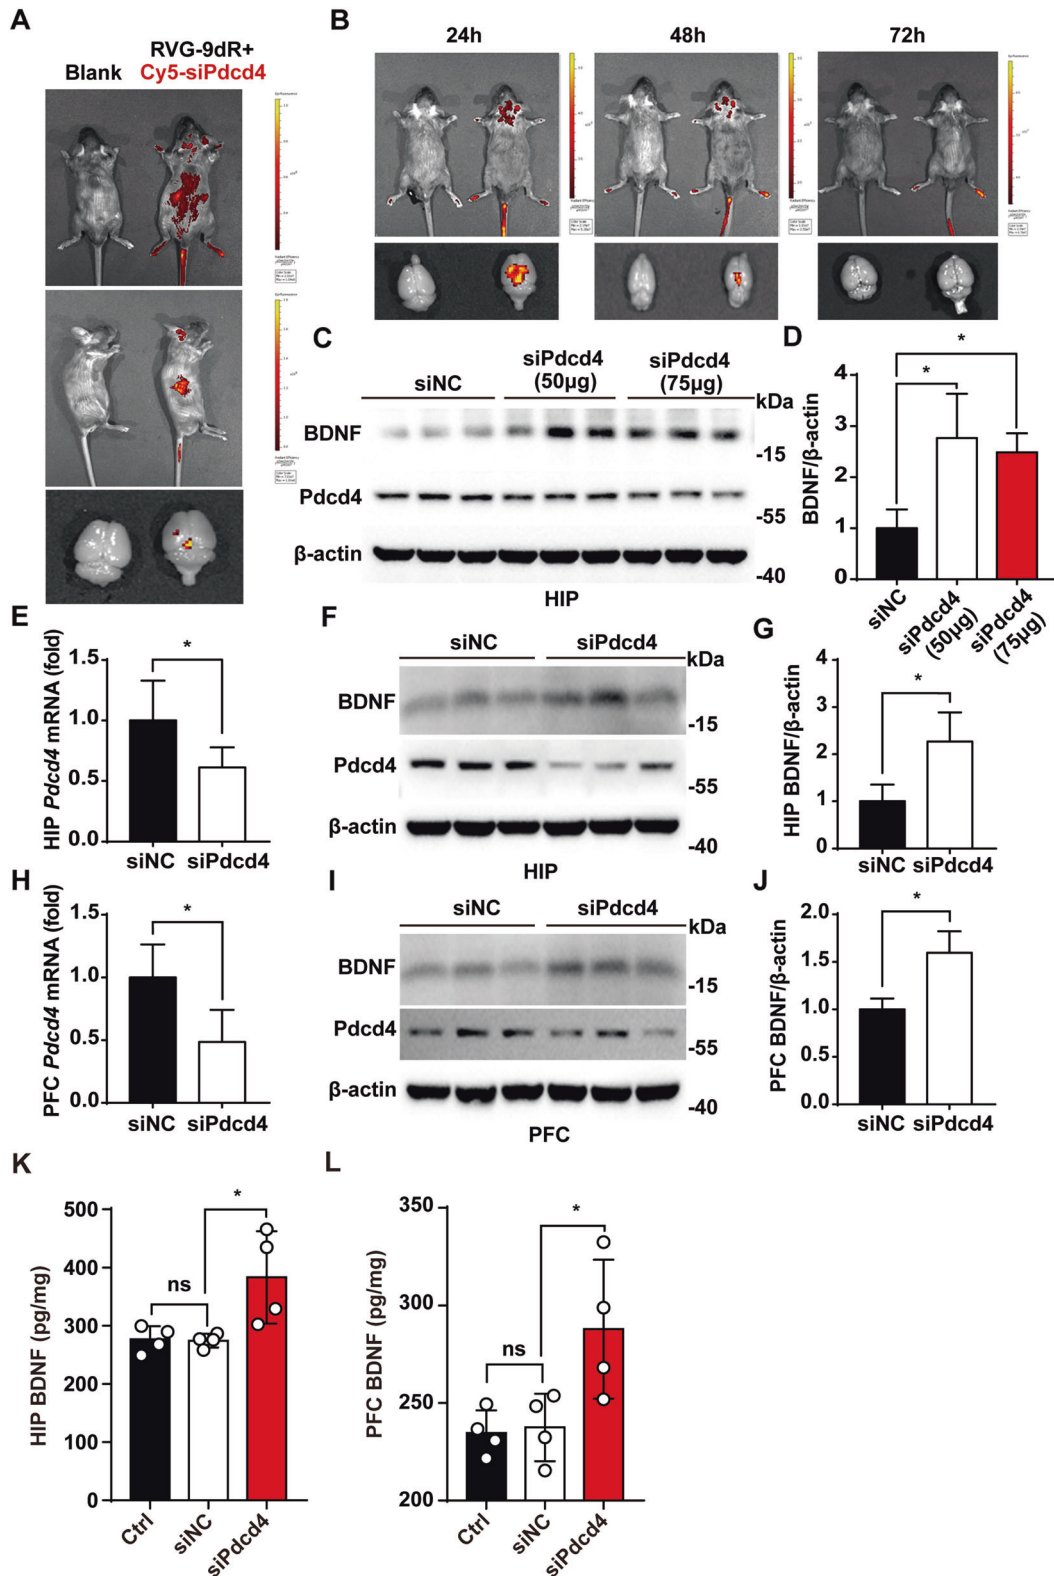 A
Blank
RVG-9dR+
Cy5-siPdcd4
B
24h
48h
72h
C
siNC
siPdcd4
(50μg)
siPdcd4
(75μg)
kDa
BDNF
-15
Pdcd4
-55
β-actin
-40
HIP
D
BDNF/β-actin
4
3
2
1
0
*
*
siNC
siPdcd4
(50μg)
siPdcd4
(75μg)
E
HIP Pdcd4 mRNA (fold)
1.5
1.0
0.5
0.0
*
siNC
siPdcd4
F
siNC
siPdcd4
kDa
BDNF
-15
Pdcd4
-55
β-actin
-40
HIP
G
HIP BDNF/β-actin
4
3
2
1
0
*
siNC
siPdcd4
H
PFC Pdcd4 mRNA (fold)
1.5
1.0
0.5
0.0
*
siNC
siPdcd4
I
siNC
siPdcd4
kDa
BDNF
-15
Pdcd4
-55
β-actin
-40
PFC
J
PFC BDNF/β-actin
2.0
1.5
1.0
0.5
0.0
*
siNC
siPdcd4
K
HIP BDNF (pg/mg)
500
400
300
200
100
0
ns
*
Ctrl
siNC
siPdcd4
L
PFC BDNF (pg/mg)
350
300
250
200
ns
*
Ctrl
siNC
siPdcd4